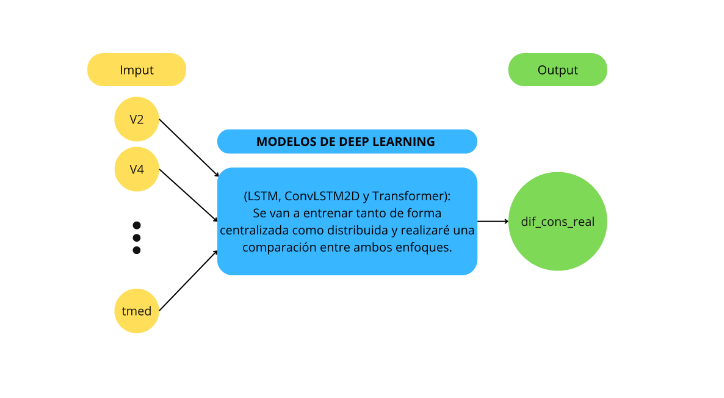 Imput
Output
V2
V4
tmed
MODELOS DE DEEP LEARNING
(LSTM, ConvLSTM2D y Transformer):
Se van a entrenar tanto de forma
centralizada como distribuida y realizaré una
comparación entre ambos enfoques.
dif_cons_real